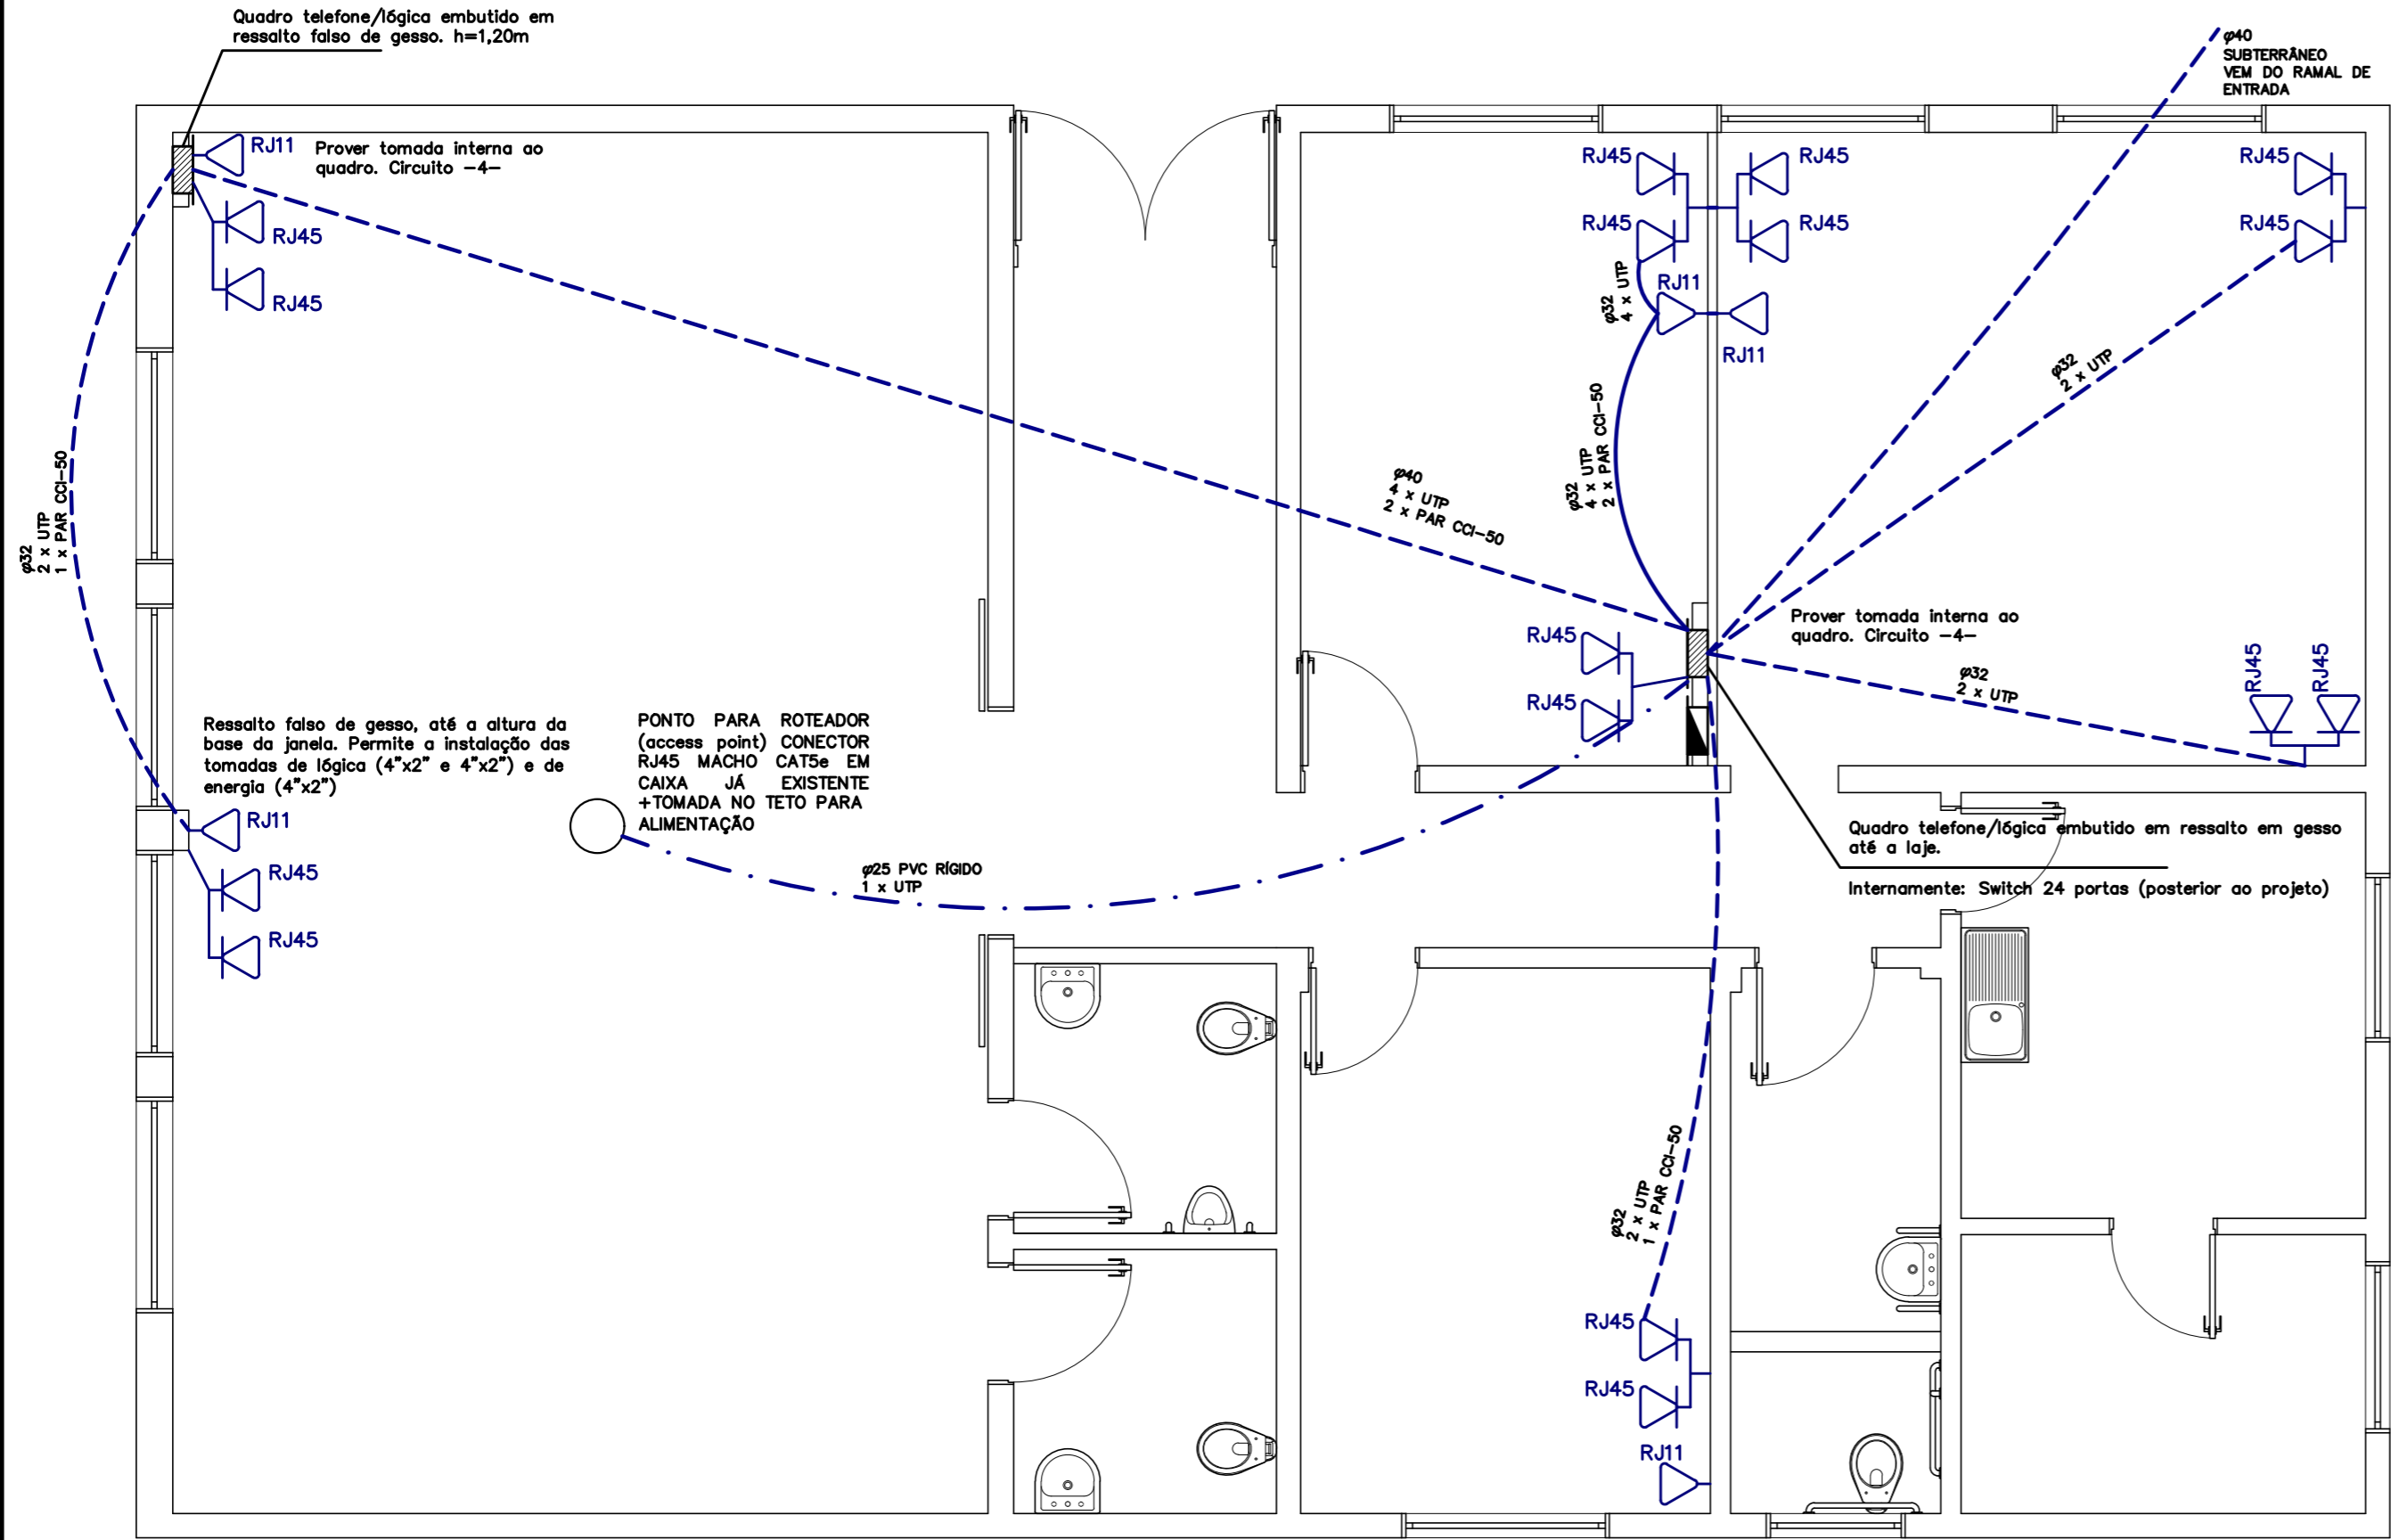 Quadro telefone/lógica embutido em
ressalto falso de gesso. h=1,20m
φ40
SUBTERRÂNEO
VEM DO RAMAL DE
ENTRADA
RJ11
Prover tomada interna ao
quadro. Circuito -4-
RJ45
RJ45
RJ45
RJ45
RJ45
RJ45
RJ45
RJ45
φ32
4 x UTP
RJ11
RJ11
φ32
2 x UTP
φ32
4 x UTP
2 x PAR CCI-50
φ40
4 x UTP
2 x PAR CCI-50
φ32
2 x UTP
1 x PAR CCI-50
Prover tomada interna ao
quadro. Circuito -4-
RJ45
RJ45
φ32
2 x UTP
RJ45
RJ45
Ressalto falso de gesso, até a altura da
base da janela. Permite a instalação das
tomadas de lógica (4"x2" e 4"x2") e de
energia (4"x2")
PONTO PARA ROTEADOR
(access point) CONECTOR
RJ45 MACHO CAT5e EM
CAIXA JÁ EXISTENTE
+TOMADA NO TETO PARA
ALIMENTAÇÃO
RJ11
RJ45
RJ45
φ25 PVC RÍGIDO
1 x UTP
Quadro telefone/lógica embutido em ressalto em gesso
até a laje.
Internamente: Switch 24 portas (posterior ao projeto)
φ32
2 x UTP
1 x PAR CCI-50
RJ45
RJ45
RJ11